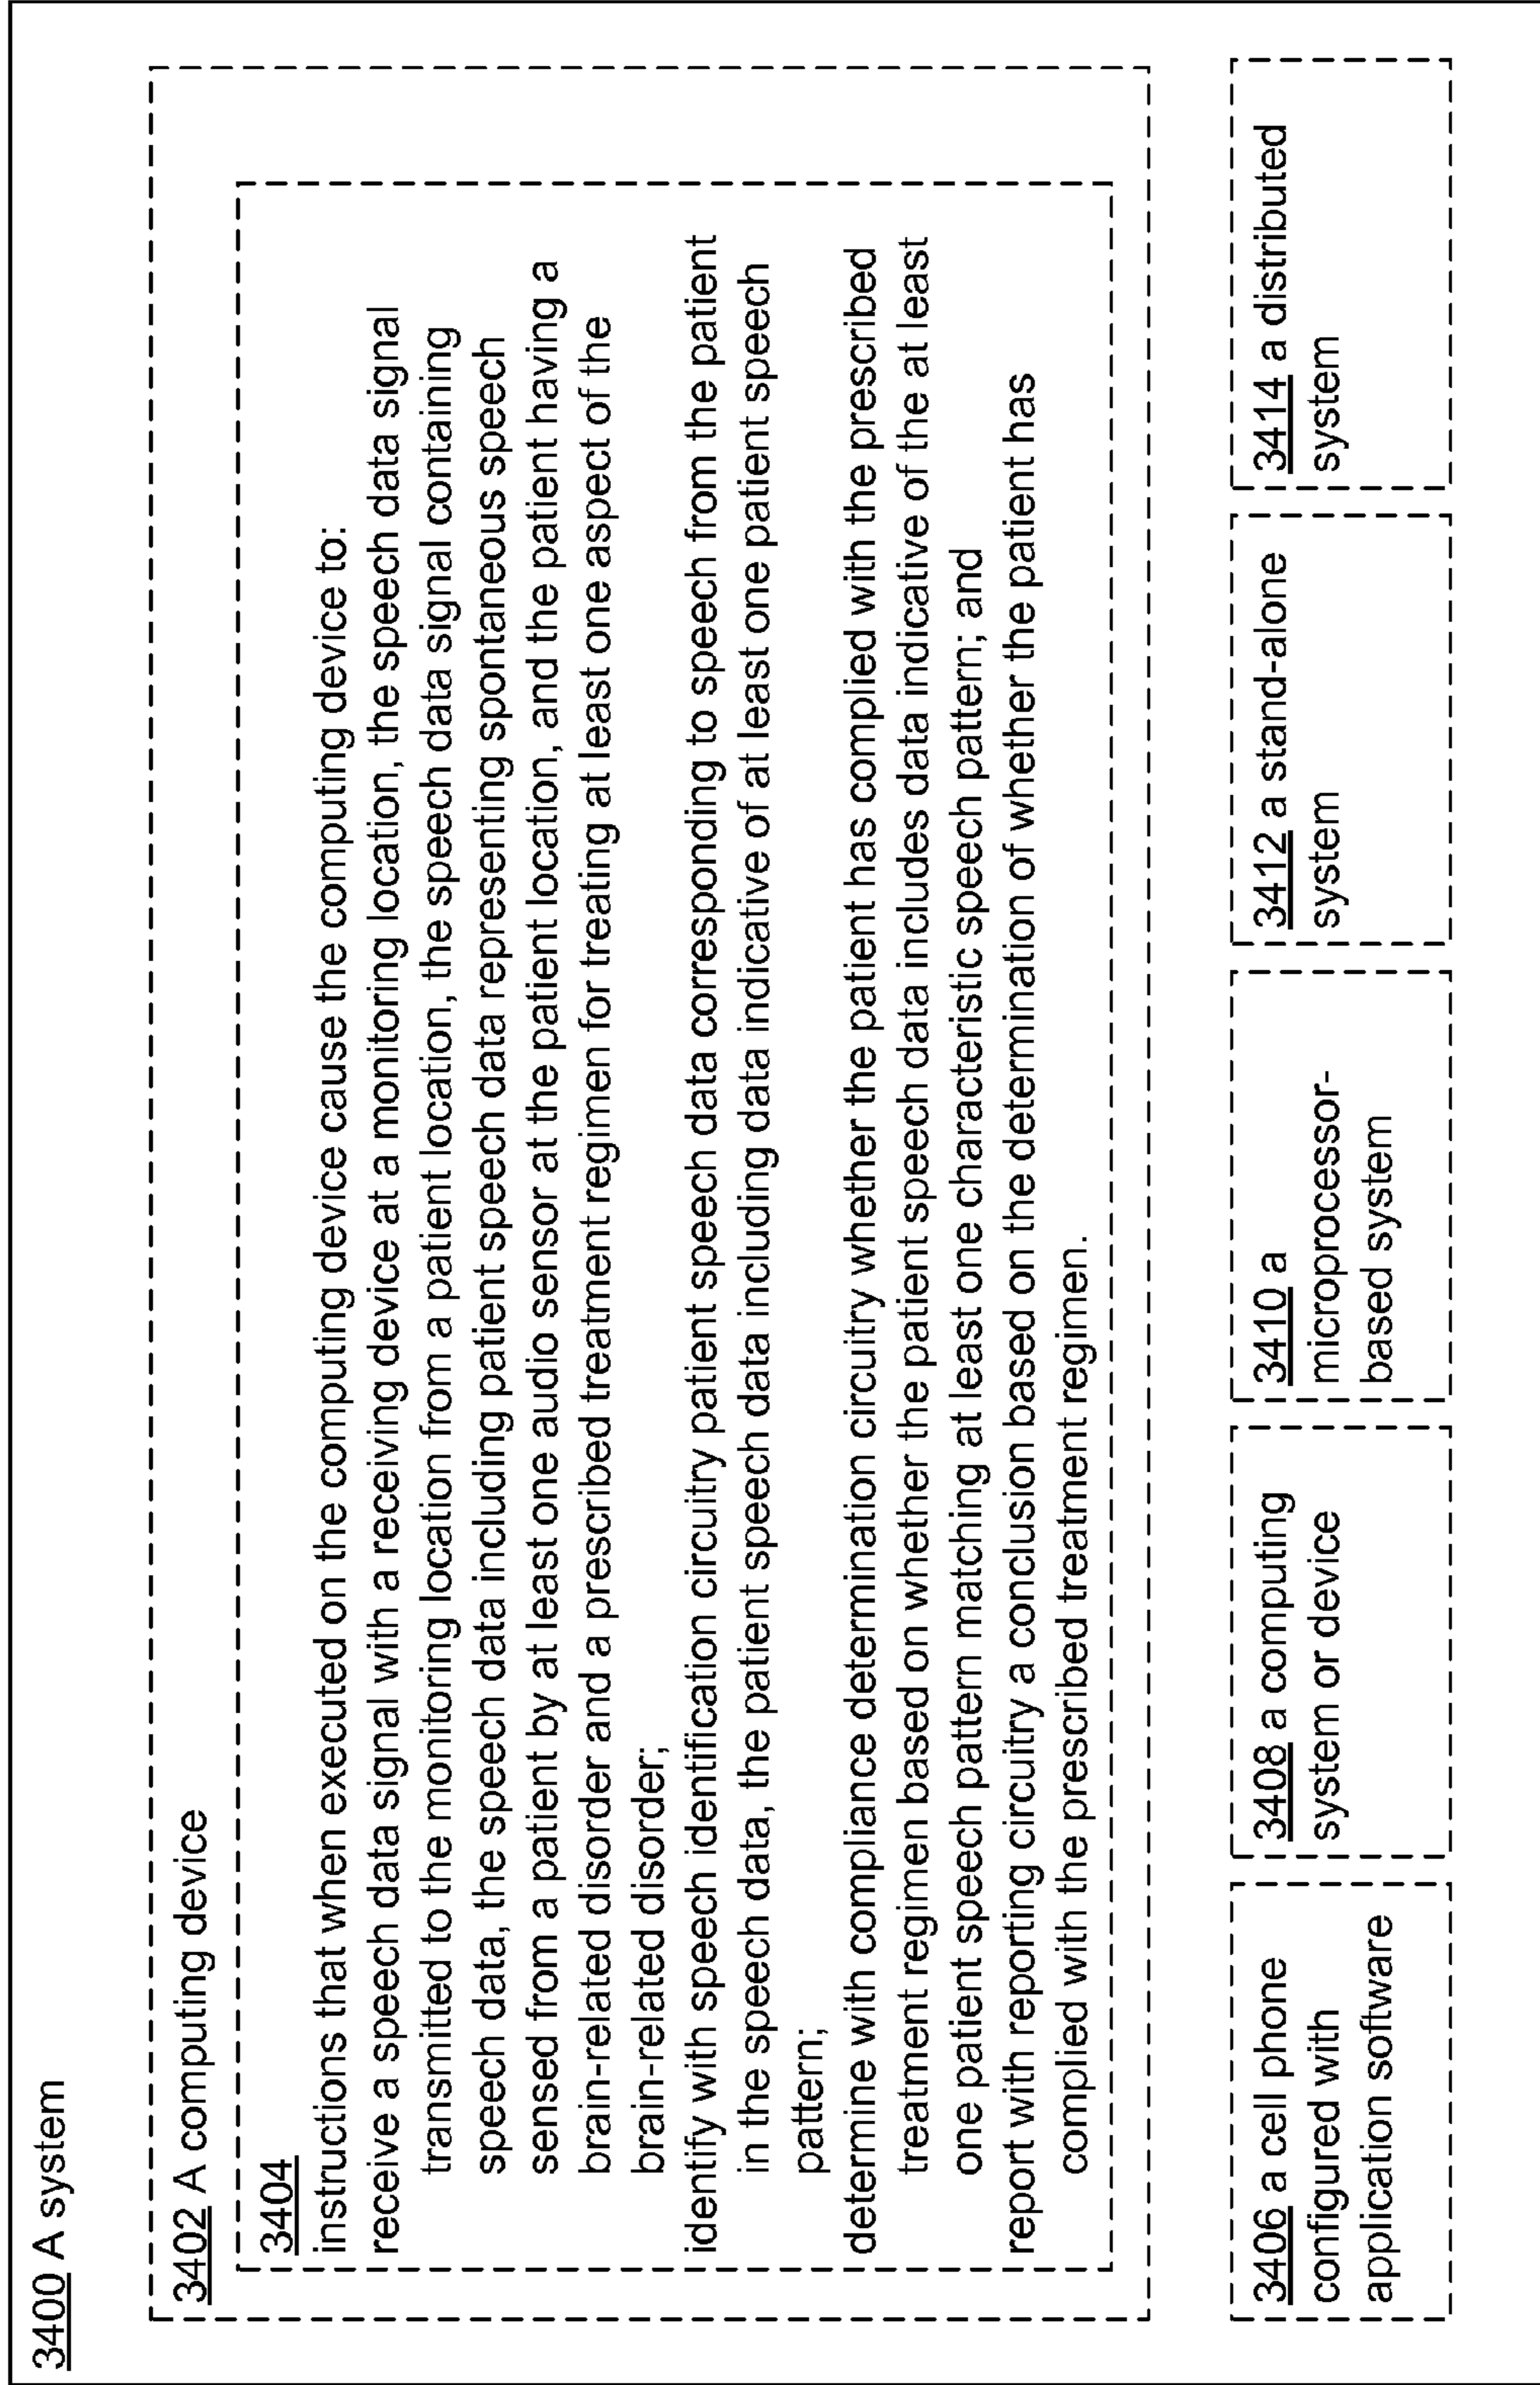 3400 A system
3402 A computing device
3404
instructions that when executed on the computing device cause the computing device to:
receive a speech data signal with a receiving device at a monitoring location, the speech data signal
transmitted to the monitoring location from a patient location, the speech data signal containing
speech data, the speech data including patient speech data representing spontaneous speech
sensed from a patient by at least one audio sensor at the patient location, and the patient having a
brain-related disorder and a prescribed treatment regimen for treating at least one aspect of the
brain-related disorder;
identify with speech identification circuitry patient speech data corresponding to speech from the patient
in the speech data, the patient speech data including data indicative of at least one patient speech
pattern;
determine with compliance determination circuitry whether the patient has complied with the prescribed
treatment regimen based on whether the patient speech data includes data indicative of the at least
one patient speech pattern matching at least one characteristic speech pattern; and
report with reporting circuitry a conclusion based on the determination of whether the patient has
complied with the prescribed treatment regimen.
3406 a cell phone
configured with
application software
3408 a computing
system or device
3410 a
microprocessor-
based system
3412 a stand-alone
system
3414 a distributed
system